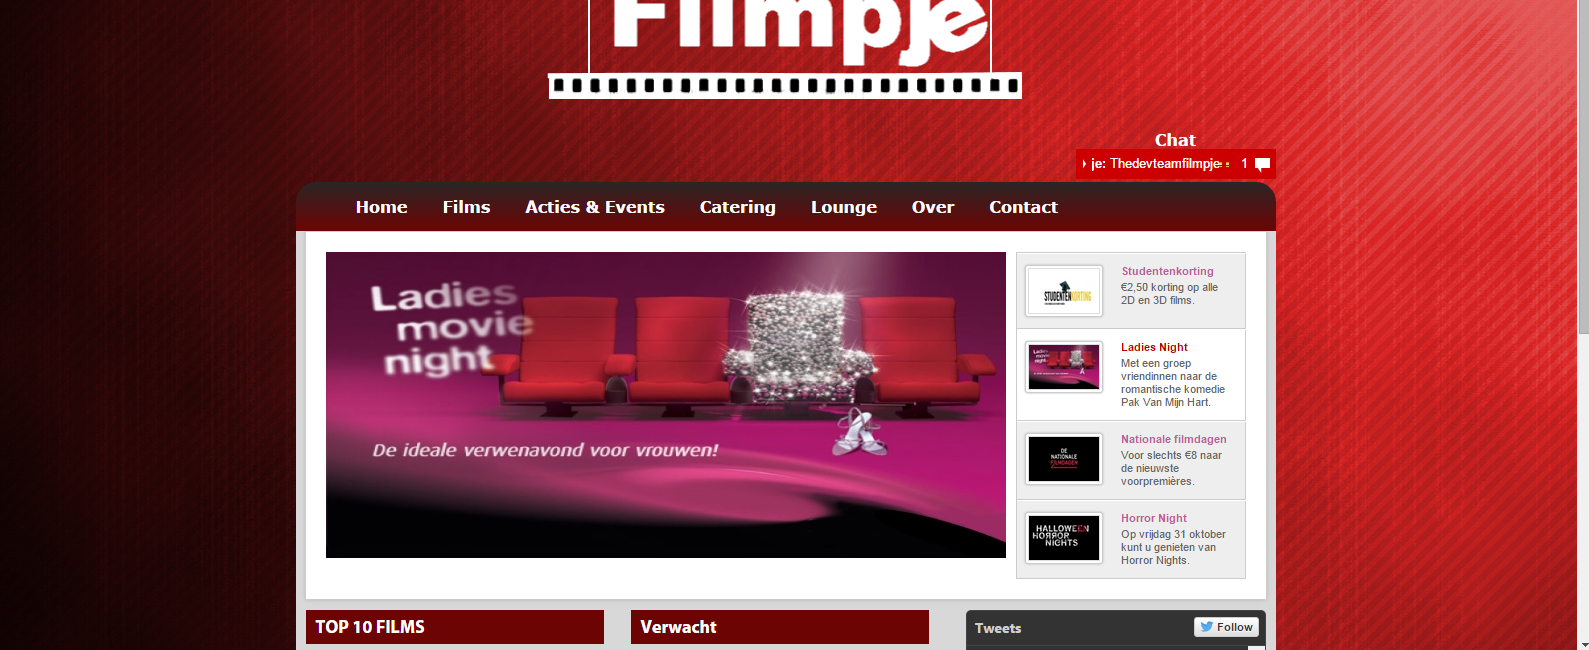 Filmpje
Chat
je: Thedevteamfilmpje 1
Home Films Acties & Events Catering Lounge Over Contact
Ladies
movie
night
De ideale verwenavond voor vrouwen!
STUDENTENKORTING
Studentenkorting
€2,50 korting op alle
2D en 3D films.
Ladies
movie
night
Ladies Night
Met een groep
vriendinnen naar de
romantische komedie
Pak Van Mijn Hart.
DE
NATIONALE
FILMDAGEN
Nationale filmdagen
Voor slechts €8 naar
de nieuwste
voorpremières.
HALLOWEEN
HORROR
NIGHTS
Horror Night
Op vrijdag 31 oktober
kunt u genieten van
Horror Nights.
TOP 10 FILMS
Verwacht
Tweets
Follow